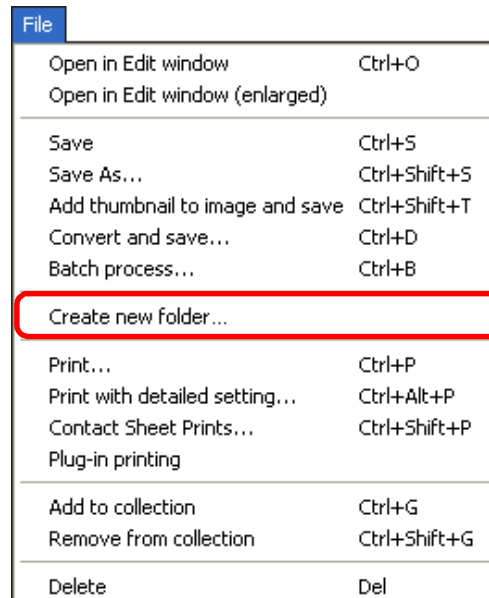 File
Open in Edit window Ctrl+O
Open in Edit window (enlarged)
Save Ctrl+S
Save As... Ctrl+Shift+S
Add thumbnail to image and save Ctrl+Shift+T
Convert and save... Ctrl+D
Batch process... Ctrl+B
Create new folder...
Print... Ctrl+P
Print with detailed setting... Ctrl+Alt+P
Contact Sheet Prints... Ctrl+Shift+P
Plug-in printing
Add to collection Ctrl+G
Remove from collection Ctrl+Shift+G
Delete Del